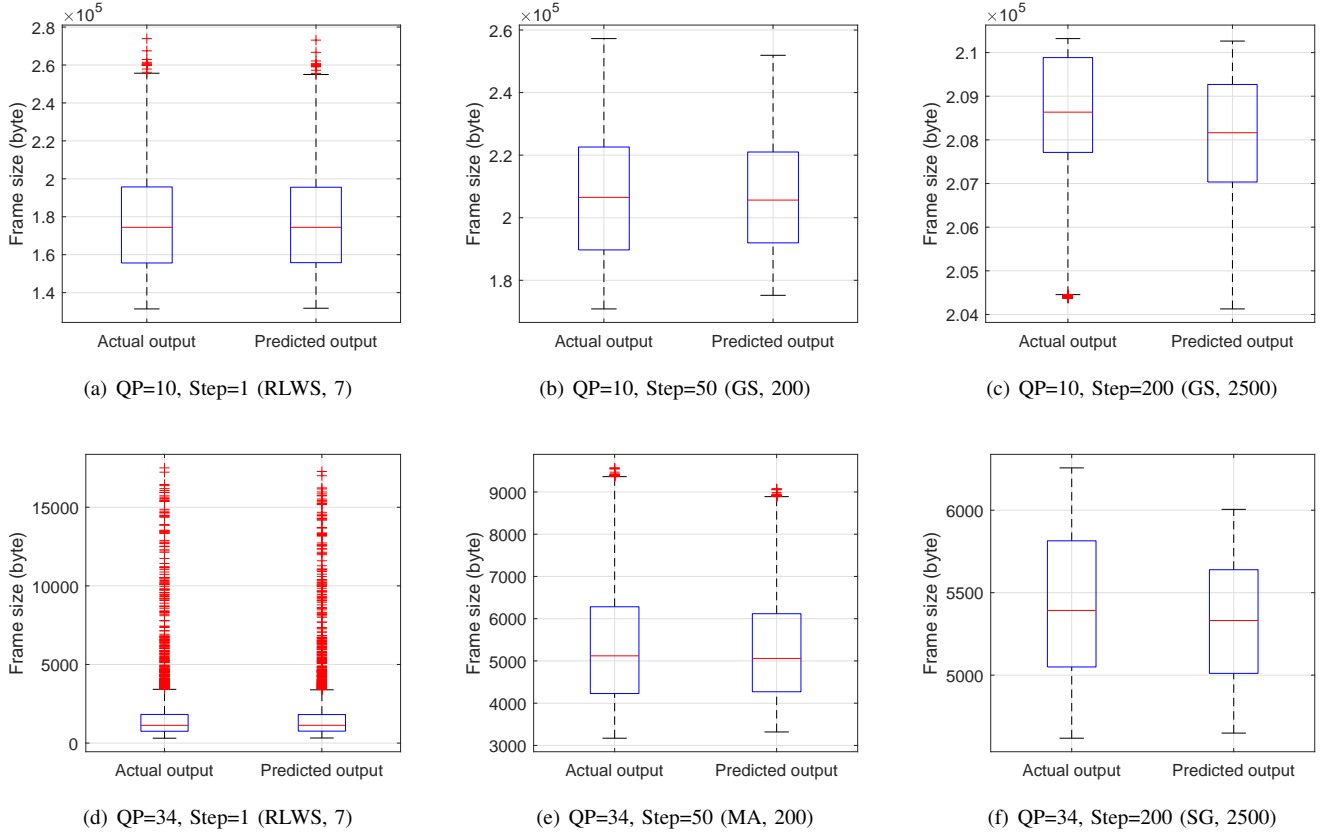 ×10^5
2.8
2.6
2.4
2.2
2
1.8
1.6
1.4
Frame size (byte)
Actual output Predicted output
(a) QP=10, Step=1 (RLWS, 7)
×10^5
2.6
2.4
2.2
2
1.8
Frame size (byte)
Actual output Predicted output
(b) QP=10, Step=50 (GS, 200)
×10^5
2.1
2.09
2.08
2.07
2.06
2.05
2.04
Frame size (byte)
Actual output Predicted output
(c) QP=10, Step=200 (GS, 2500)
15000
10000
5000
0
Frame size (byte)
Actual output Predicted output
(d) QP=34, Step=1 (RLWS, 7)
9000
8000
7000
6000
5000
4000
3000
Frame size (byte)
Actual output Predicted output
(e) QP=34, Step=50 (MA, 200)
6000
5500
5000
Frame size (byte)
Actual output Predicted output
(f) QP=34, Step=200 (SG, 2500)